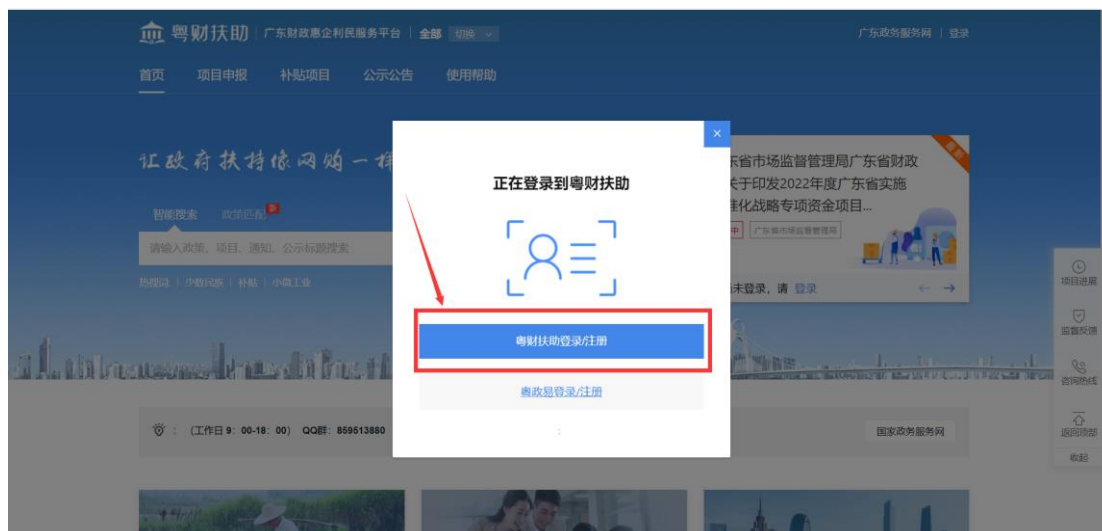 粤财扶助 广东财政惠企利民服务平台 全部 切换
广东政务服务网 登录
首页 项目申报 补贴项目 公示公告 使用帮助
让政府扶持像网购一样
智能搜索 政策匹配
请输入政策、项目、通知、公示标题搜索
热搜词: 少数民族 补贴 小微工业
×
正在登录到粤财扶助
粤财扶助登录/注册
粤政易登录/注册
:
东省市场监督管理局广东省财政
关于印发2022年度广东省实施
准化战略专项资金项目...
中 广东省市场监督管理局
尚未登录，请 登录
项目进展
监督反馈
咨询热线
返回顶部
收起
: (工作日 9：00-18：00) QQ群：859513880
国家政务服务网